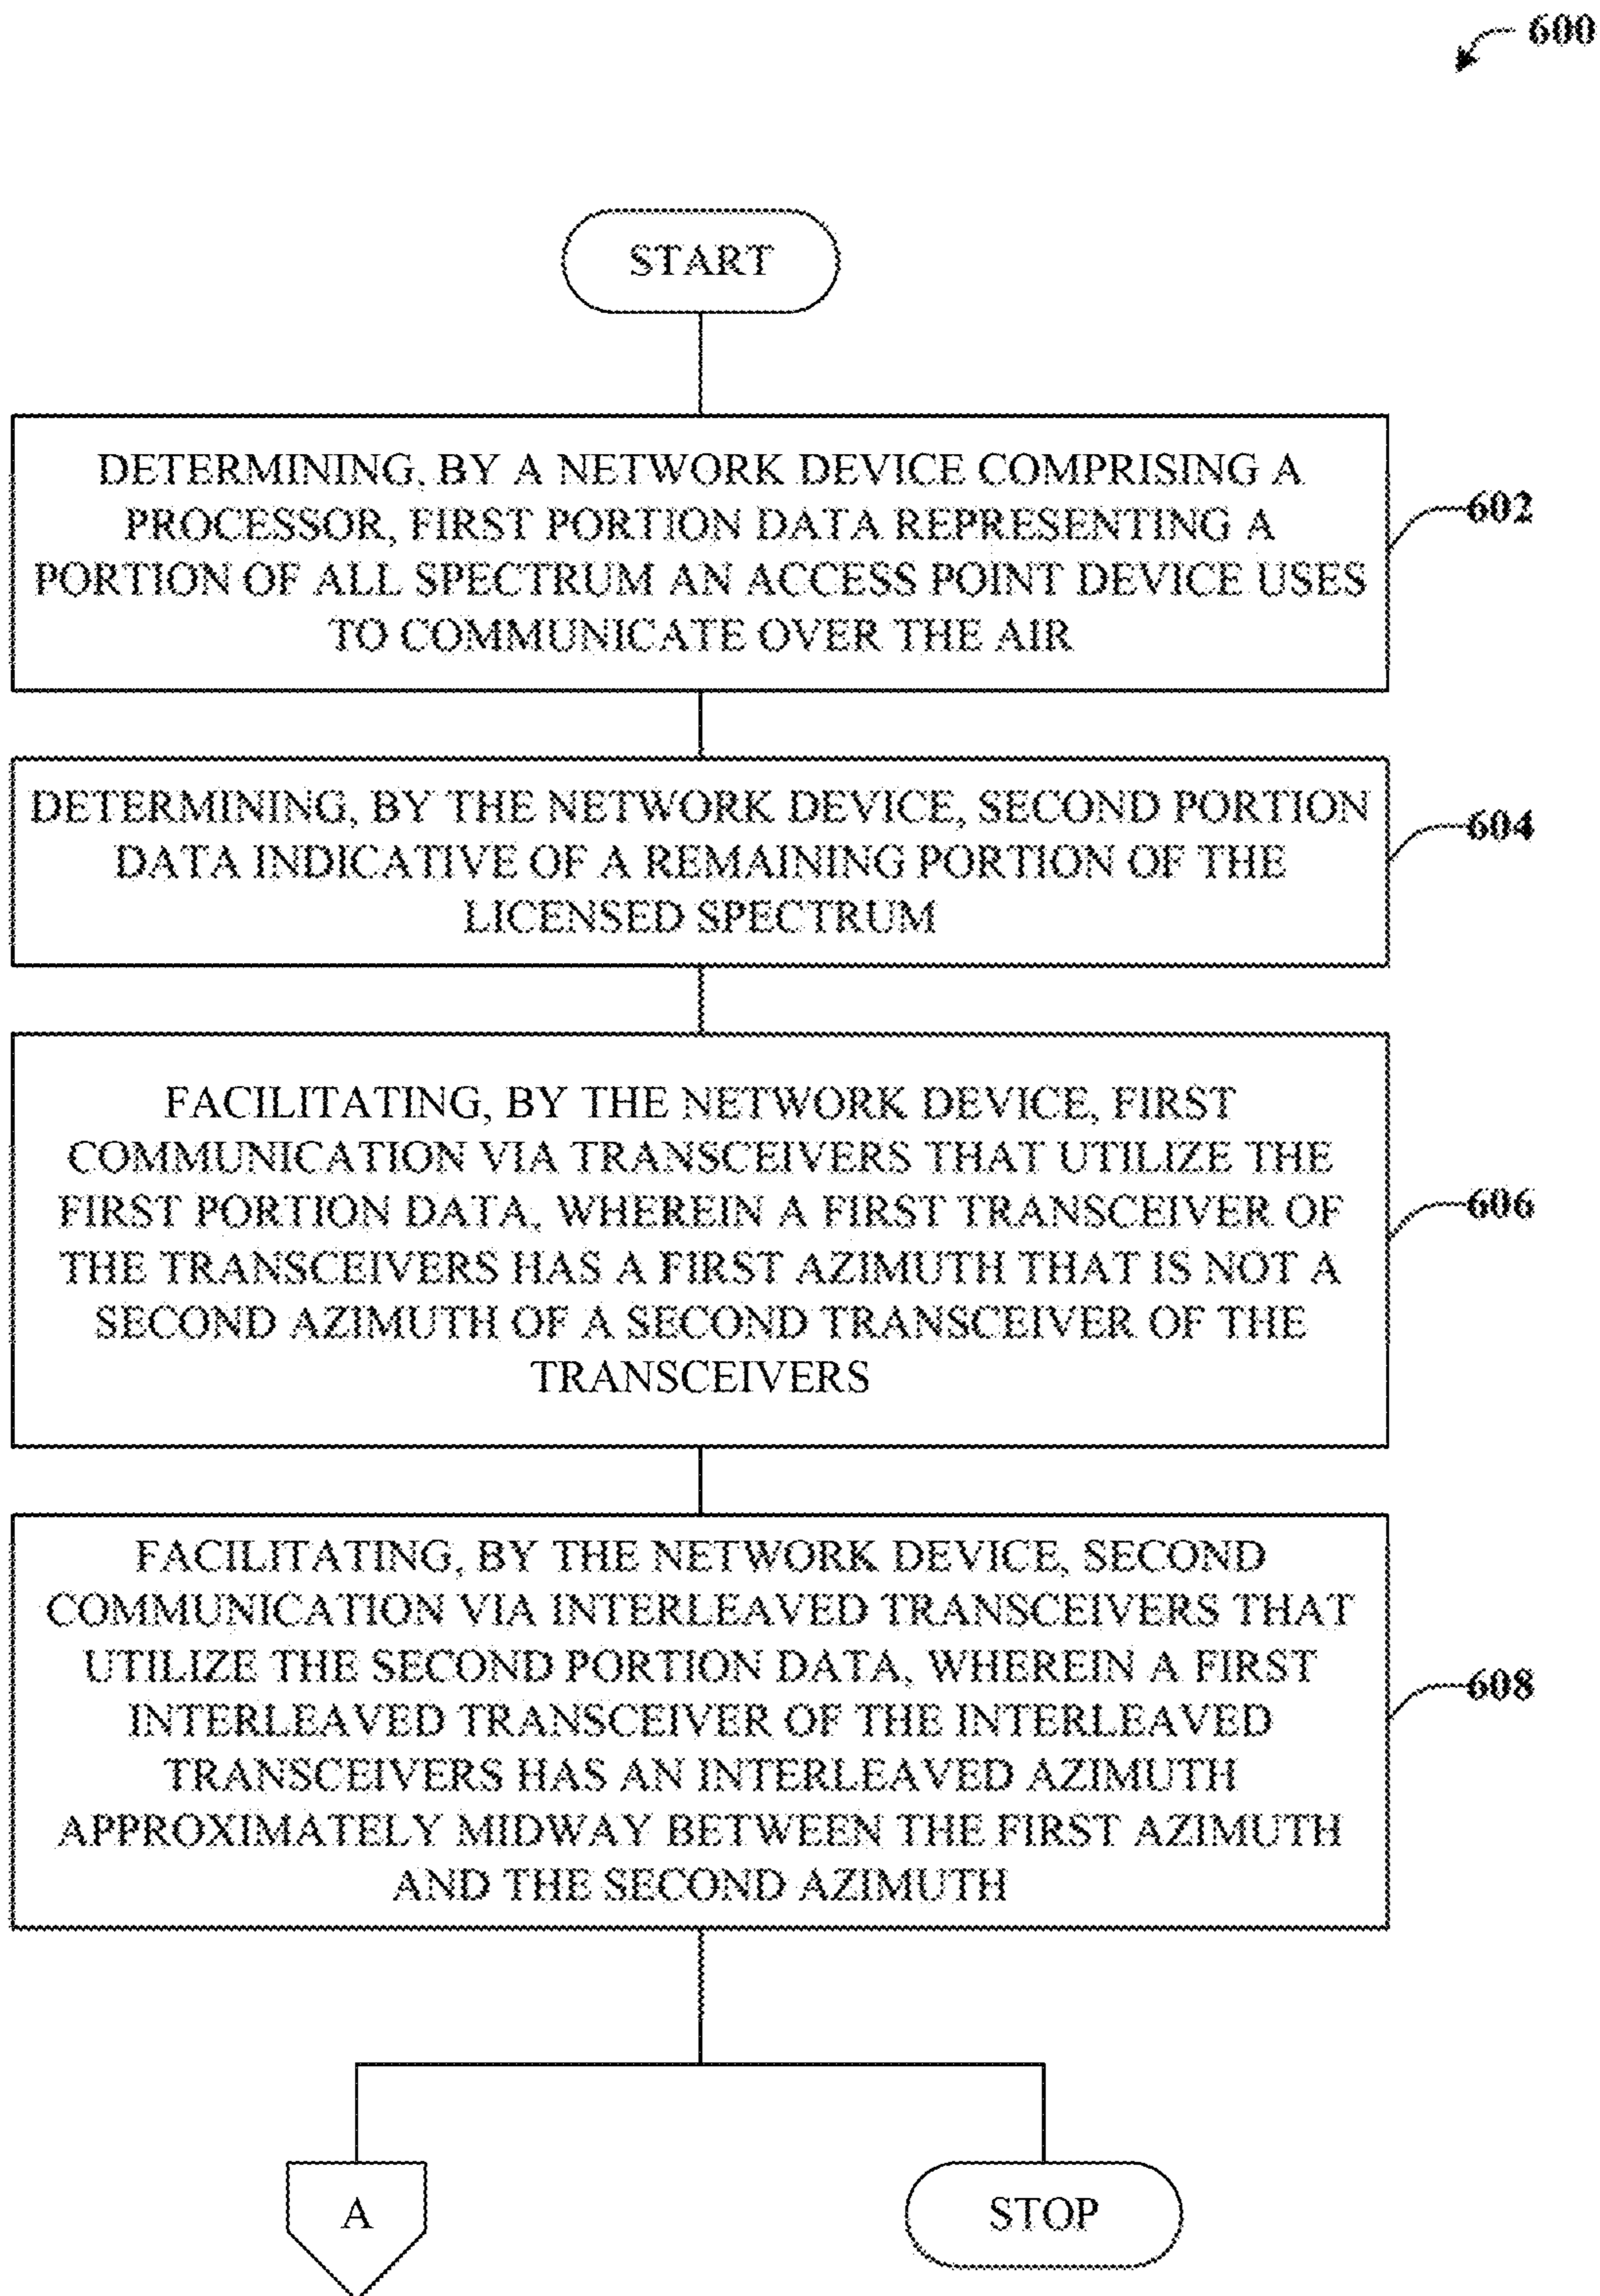 600
START
DETERMINING, BY A NETWORK DEVICE COMPRISING A
PROCESSOR, FIRST PORTION DATA REPRESENTING A
PORTION OF ALL SPECTRUM AN ACCESS POINT DEVICE USES
TO COMMUNICATE OVER THE AIR
602
DETERMINING, BY THE NETWORK DEVICE, SECOND PORTION
DATA INDICATIVE OF A REMAINING PORTION OF THE
LICENSED SPECTRUM
604
FACILITATING, BY THE NETWORK DEVICE, FIRST
COMMUNICATION VIA TRANSCEIVERS THAT UTILIZE THE
FIRST PORTION DATA, WHEREIN A FIRST TRANSCEIVER OF
THE TRANSCEIVERS HAS A FIRST AZIMUTH THAT IS NOT A
SECOND AZIMUTH OF A SECOND TRANSCEIVER OF THE
TRANSCEIVERS
606
FACILITATING, BY THE NETWORK DEVICE, SECOND
COMMUNICATION VIA INTERLEAVED TRANSCEIVERS THAT
UTILIZE THE SECOND PORTION DATA, WHEREIN A FIRST
INTERLEAVED TRANSCEIVER OF THE INTERLEAVED
TRANSCEIVERS HAS AN INTERLEAVED AZIMUTH
APPROXIMATELY MIDWAY BETWEEN THE FIRST AZIMUTH
AND THE SECOND AZIMUTH
608
A
STOP